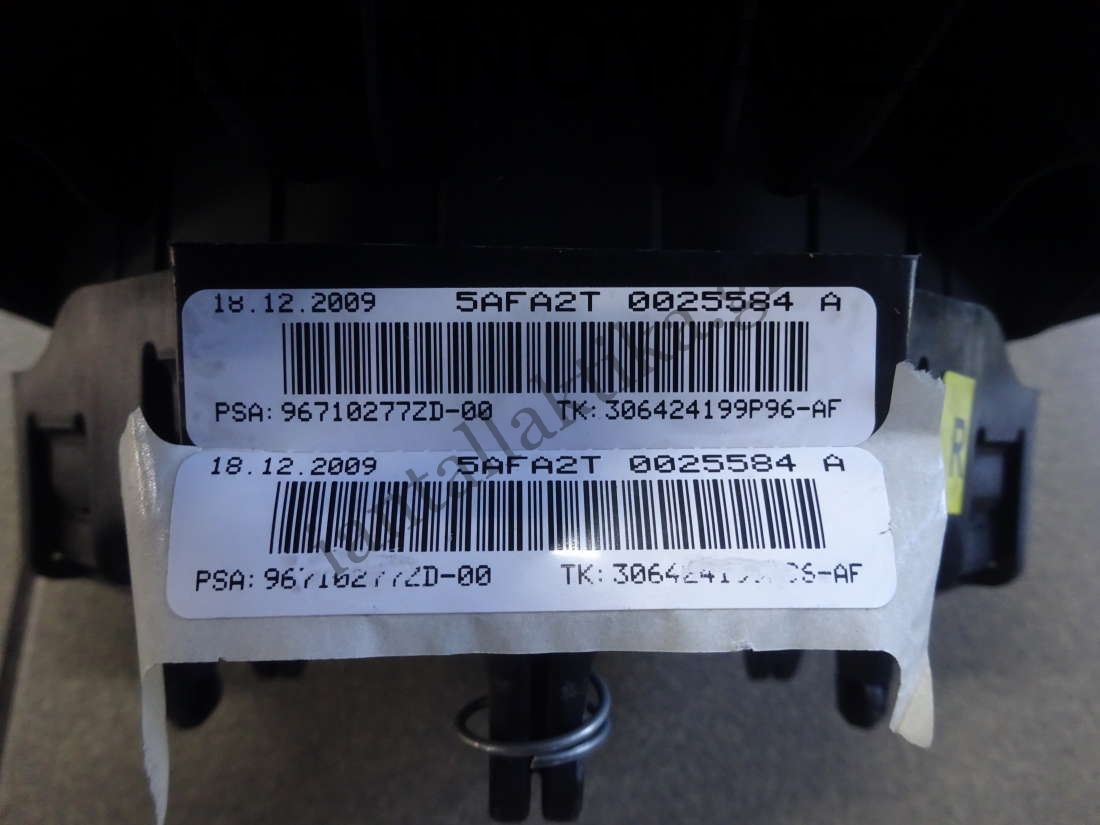 18.12.2009 5AFA2T 0025584 A
PSA: 96710277ZD-00 TK: 306424199P96-AF
18.12.2009 5AFA2T 0025584 A
PSA: 96710277ZD-00
R